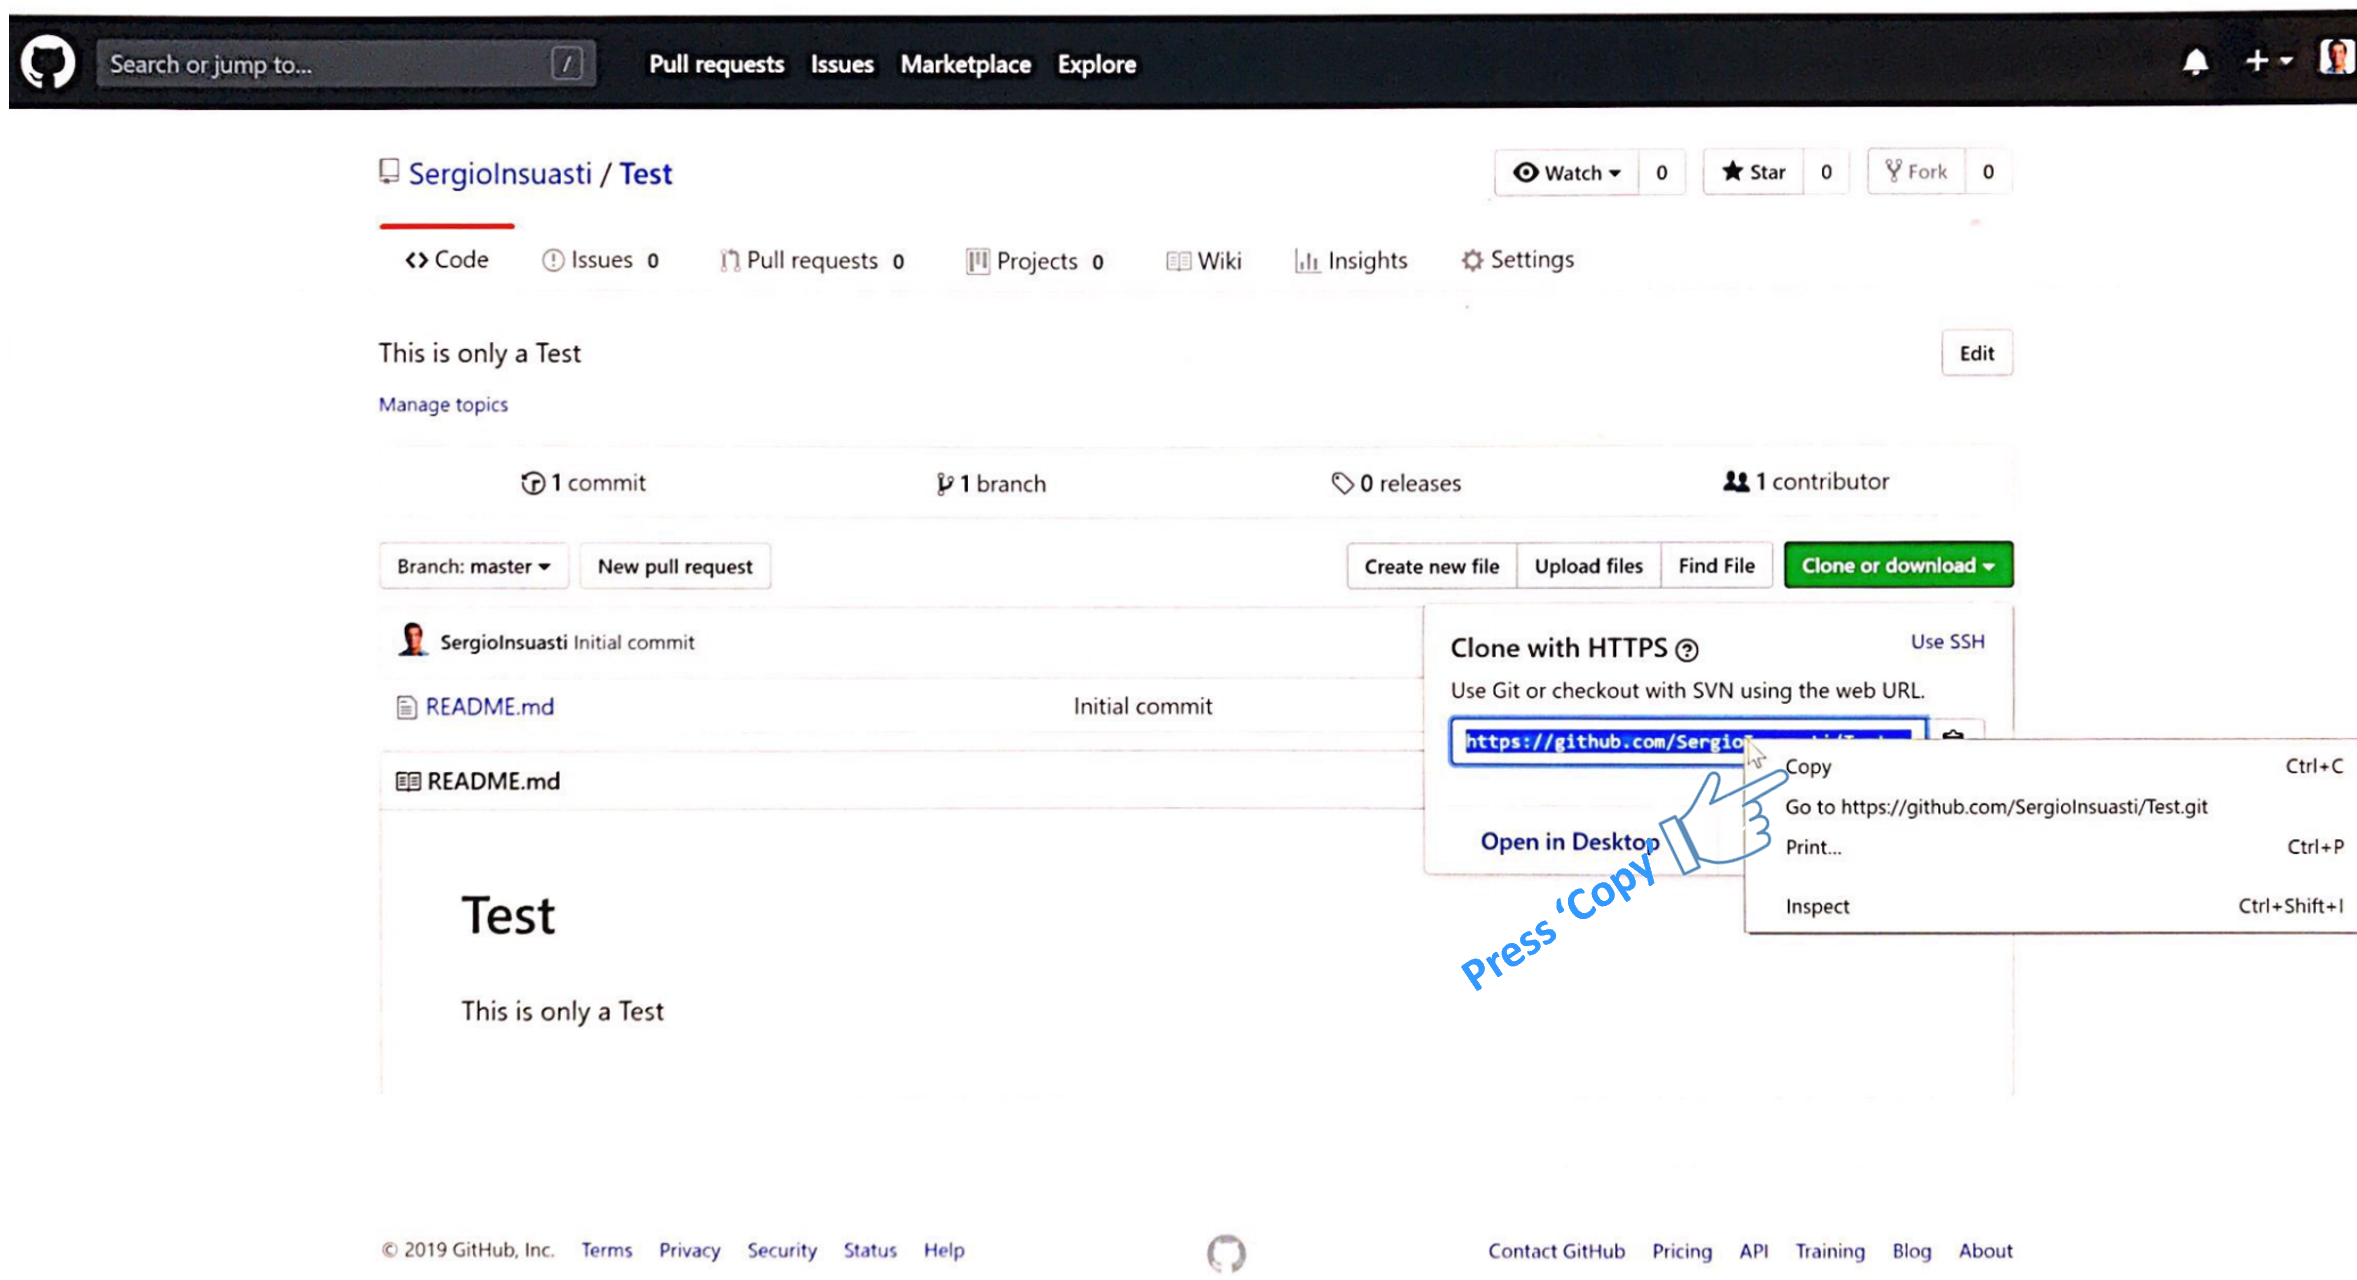 Search or jump to... /
Pull requests Issues Marketplace Explore
SergioInsuasti / Test
Watch 0 Star 0 Fork 0
Code Issues 0 Pull requests 0 Projects 0 Wiki Insights Settings
This is only a Test
Edit
Manage topics
1 commit 1 branch 0 releases 1 contributor
Branch: master New pull request Create new file Upload files Find File Clone or download
SergioInsuasti Initial commit
README.md Initial commit
README.md
Test
This is only a Test
Clone with HTTPS ?
Use SSH
Use Git or checkout with SVN using the web URL.
https://github.com/Sergio
Open in Desktop
Copy Ctrl+C
Go to https://github.com/SergioInsuasti/Test.git
Print... Ctrl+P
Inspect Ctrl+Shift+I
Press ‘Copy’
© 2019 GitHub, Inc. Terms Privacy Security Status Help
Contact GitHub Pricing API Training Blog About